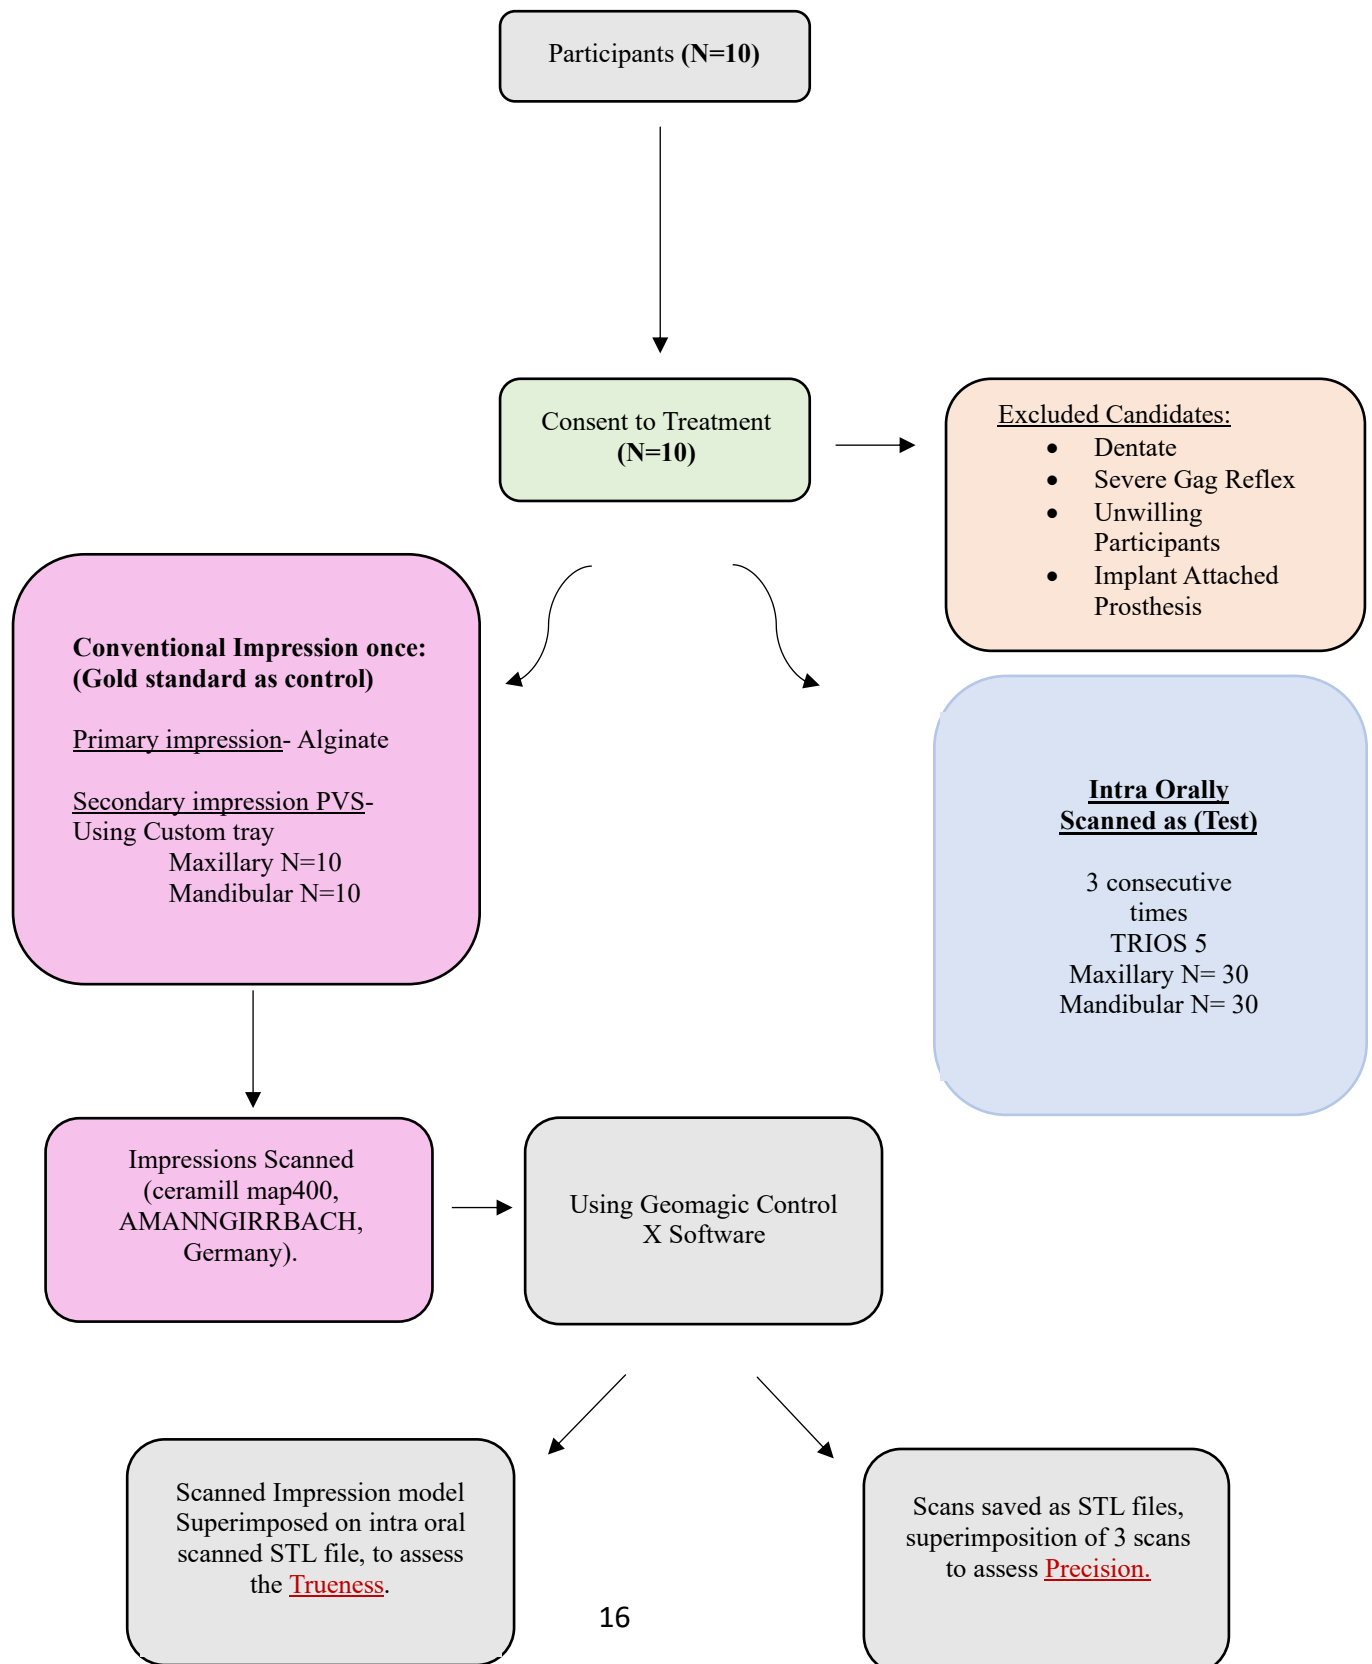 Participants (N=10)
Consent to Treatment
(N=10)
Excluded Candidates:
• Dentate
• Severe Gag Reflex
• Unwilling
Participants
• Implant Attached
Prosthesis
Conventional Impression once:
(Gold standard as control)
Primary impression- Alginate
Secondary impression PVS-
Using Custom tray
Maxillary N=10
Mandibular N=10
Intra Orally
Scanned as (Test)
3 consecutive
times
TRIOS 5
Maxillary N= 30
Mandibular N= 30
Impressions Scanned
(ceramill map400,
AMANNGIRRBACH,
Germany).
Using Geomagic Control
X Software
Scanned Impression model
Superimposed on intra oral
scanned STL file, to assess
the Trueness.
Scans saved as STL files,
superimposition of 3 scans
to assess Precision.
16